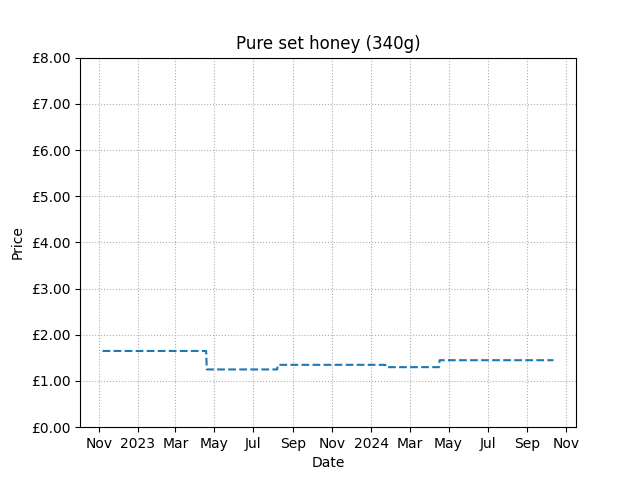 Pure set honey (340g)
£8.00
£7.00
£6.00
£5.00
£4.00
£3.00
£2.00
£1.00
£0.00
Price
Nov 2023 Mar May Jul Sep Nov 2024 Mar May Jul Sep Nov
Date